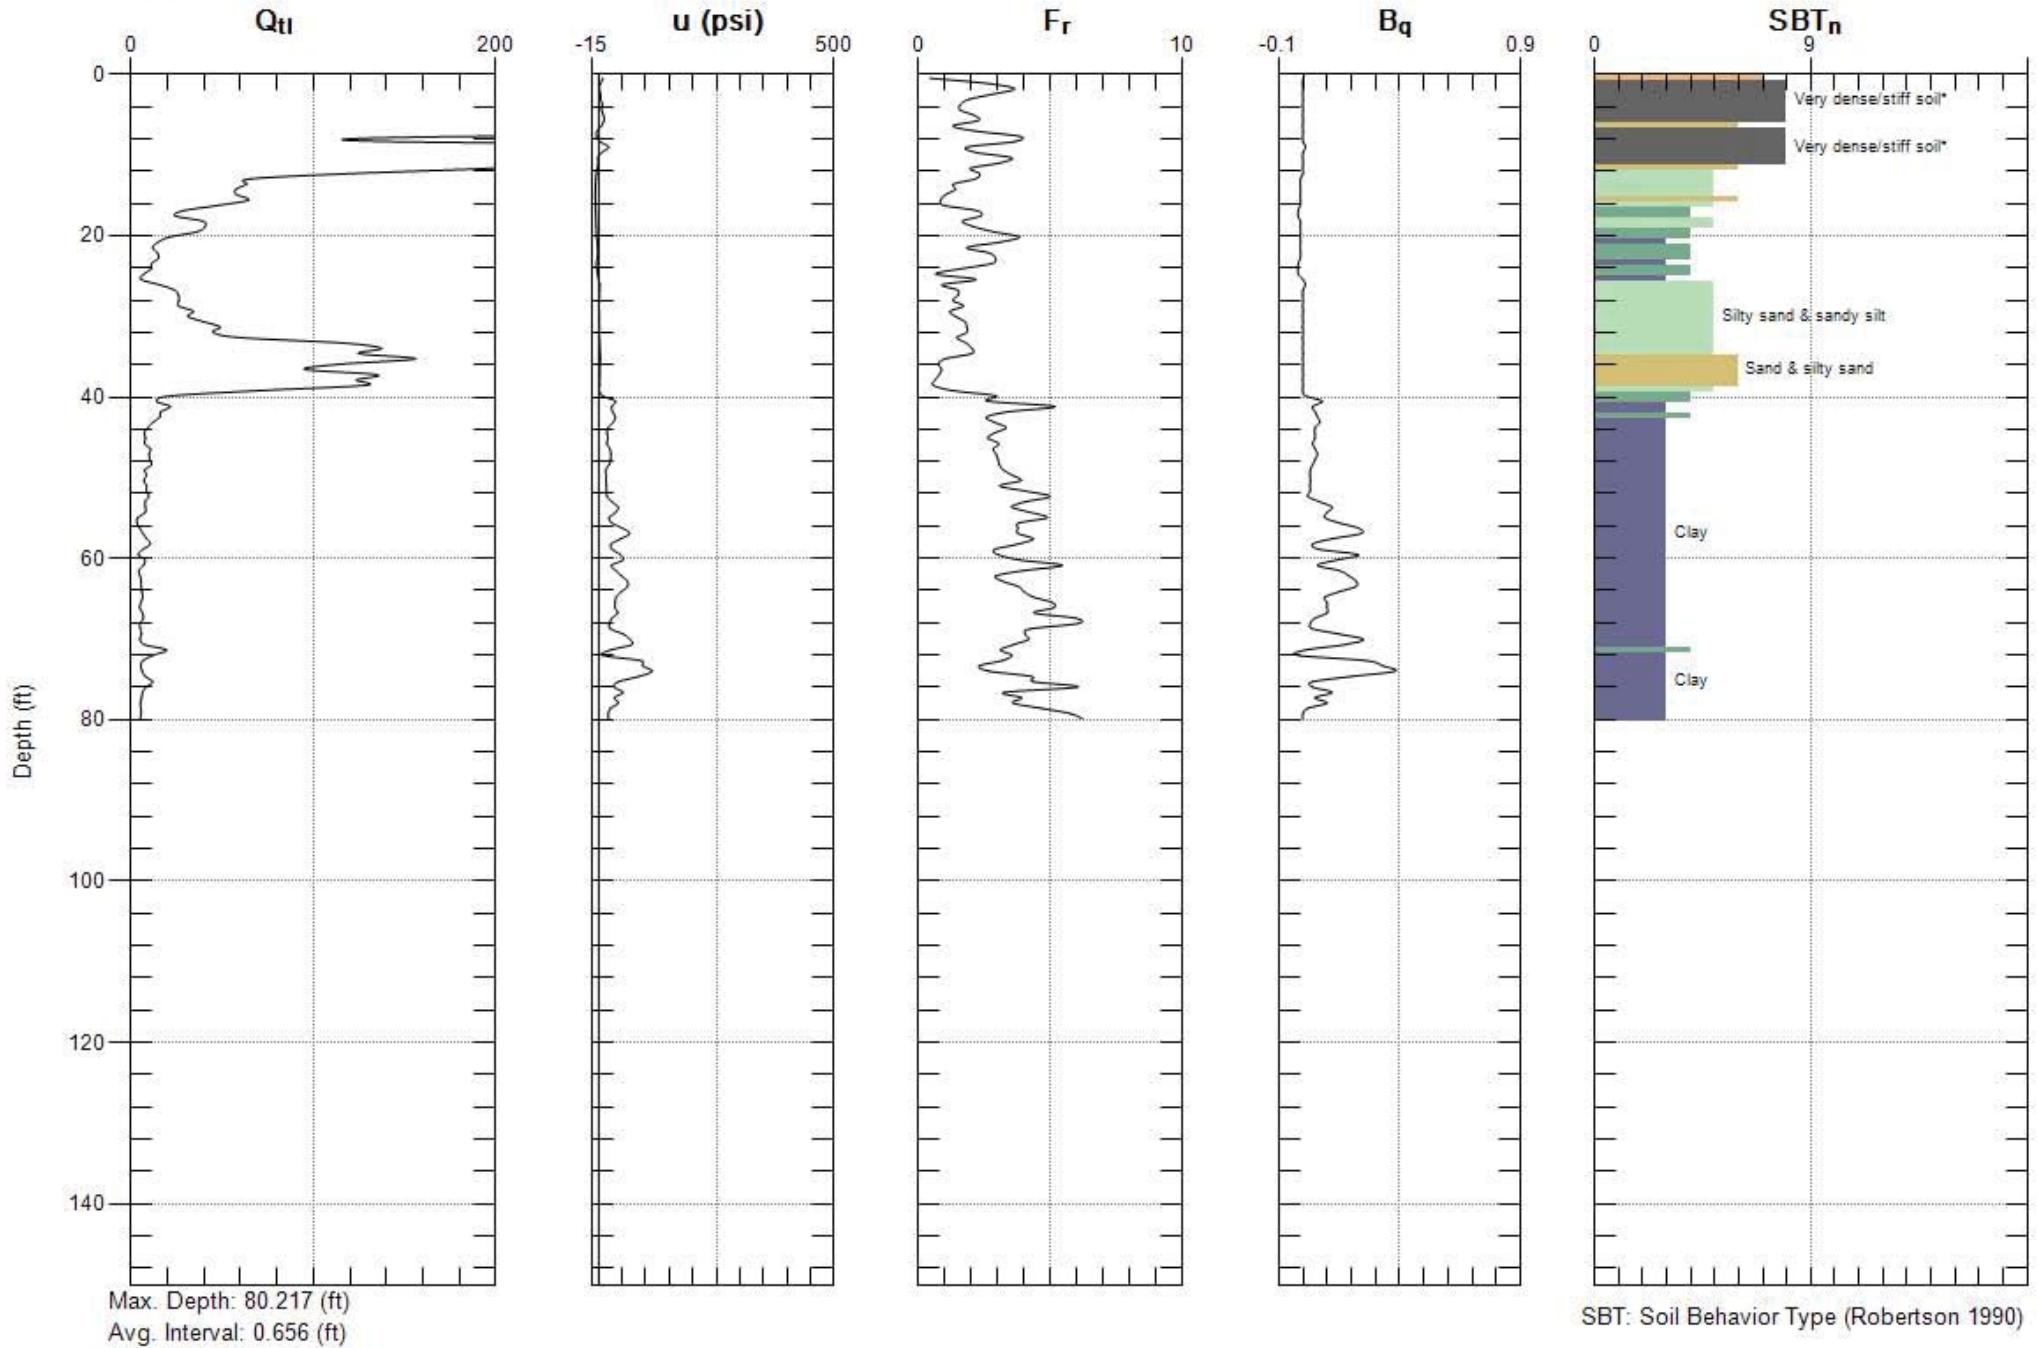 Qtl
u (psi)
Fr
Bq
SBTn
0 200
-15 500
0 10
-0.1 0.9
0 9
0
20
40
60
80
100
120
140
Depth (ft)
Very dense/stiff soil*
Very dense/stiff soil*
Silty sand & sandy silt
Sand & silty sand
Clay
Clay
Max. Depth: 80.217 (ft)
Avg. Interval: 0.656 (ft)
SBT: Soil Behavior Type (Robertson 1990)